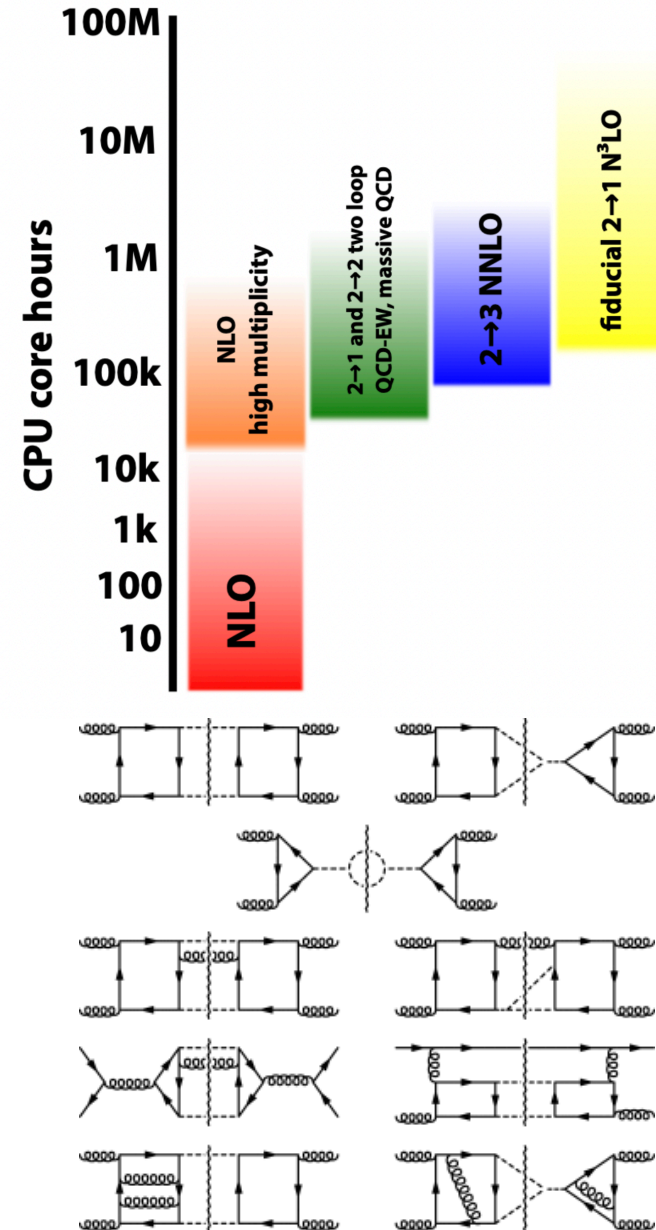 100M
10M
1M
100k
10k
1k
100
10
CPU core hours
NLO
high multiplicity
NLO
2→1 and 2→2 two loop
QCD-EW, massive QCD
2→3 NNLO
fiducial 2→1 N³LO